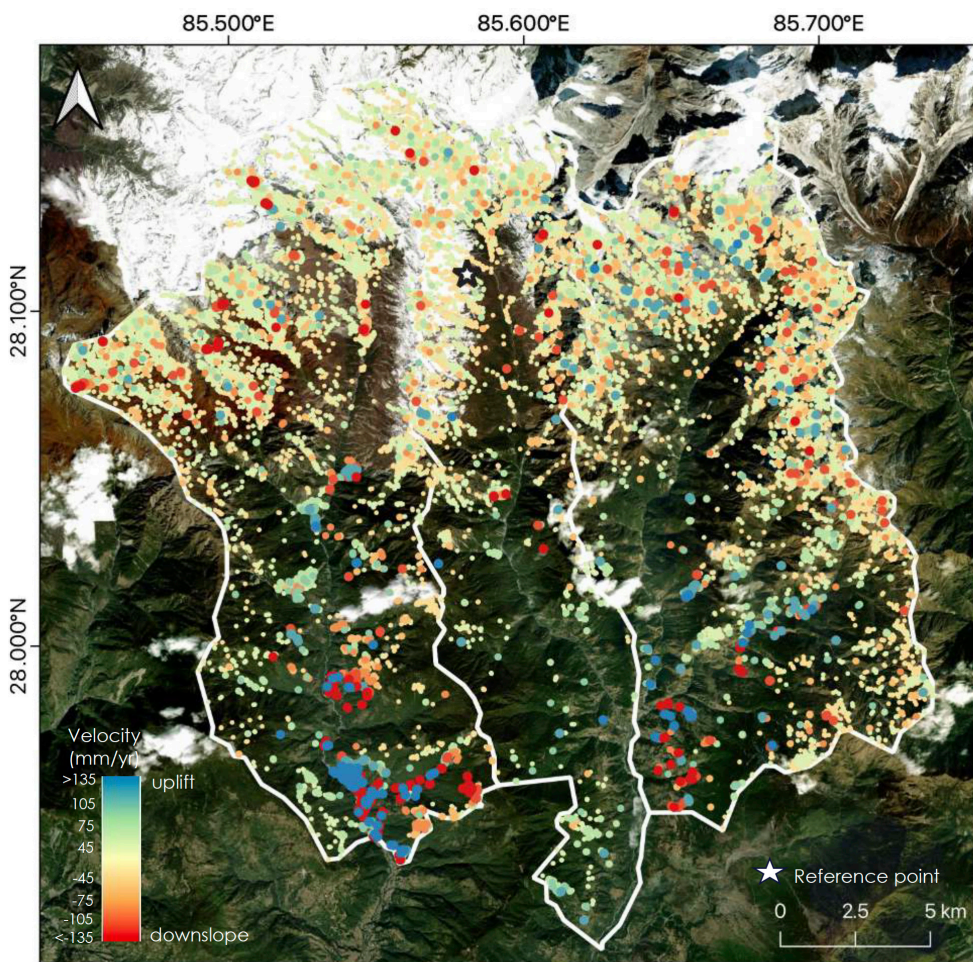 85.500°E 85.600°E 85.700°E
28.100°N
28.000°N
Velocity
(mm/yr)
>135 uplift
105
75
45
-45
-75
-105
<-135 downslope
Reference point
0 2.5 5 km